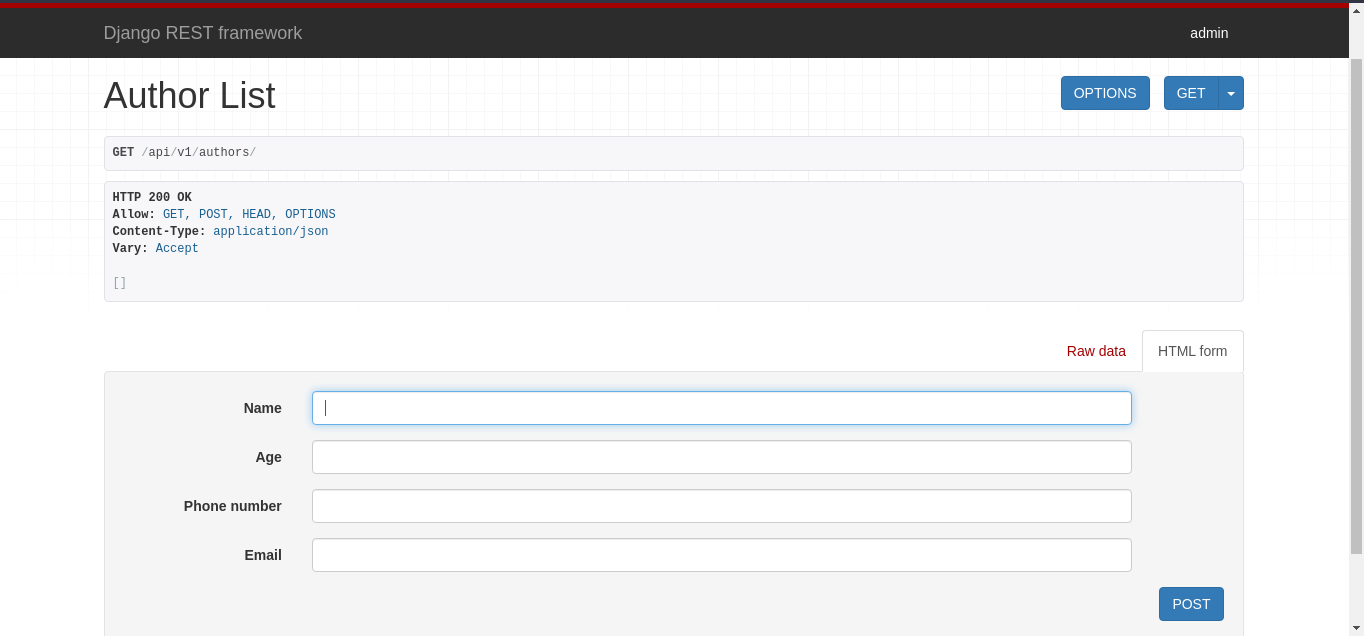 Django REST framework
admin
Author List
OPTIONS
GET
GET /api/v1/authors/
HTTP 200 OK
Allow: GET, POST, HEAD, OPTIONS
Content-Type: application/json
Vary: Accept
[]
Raw data
HTML form
Name
Age
Phone number
Email
POST